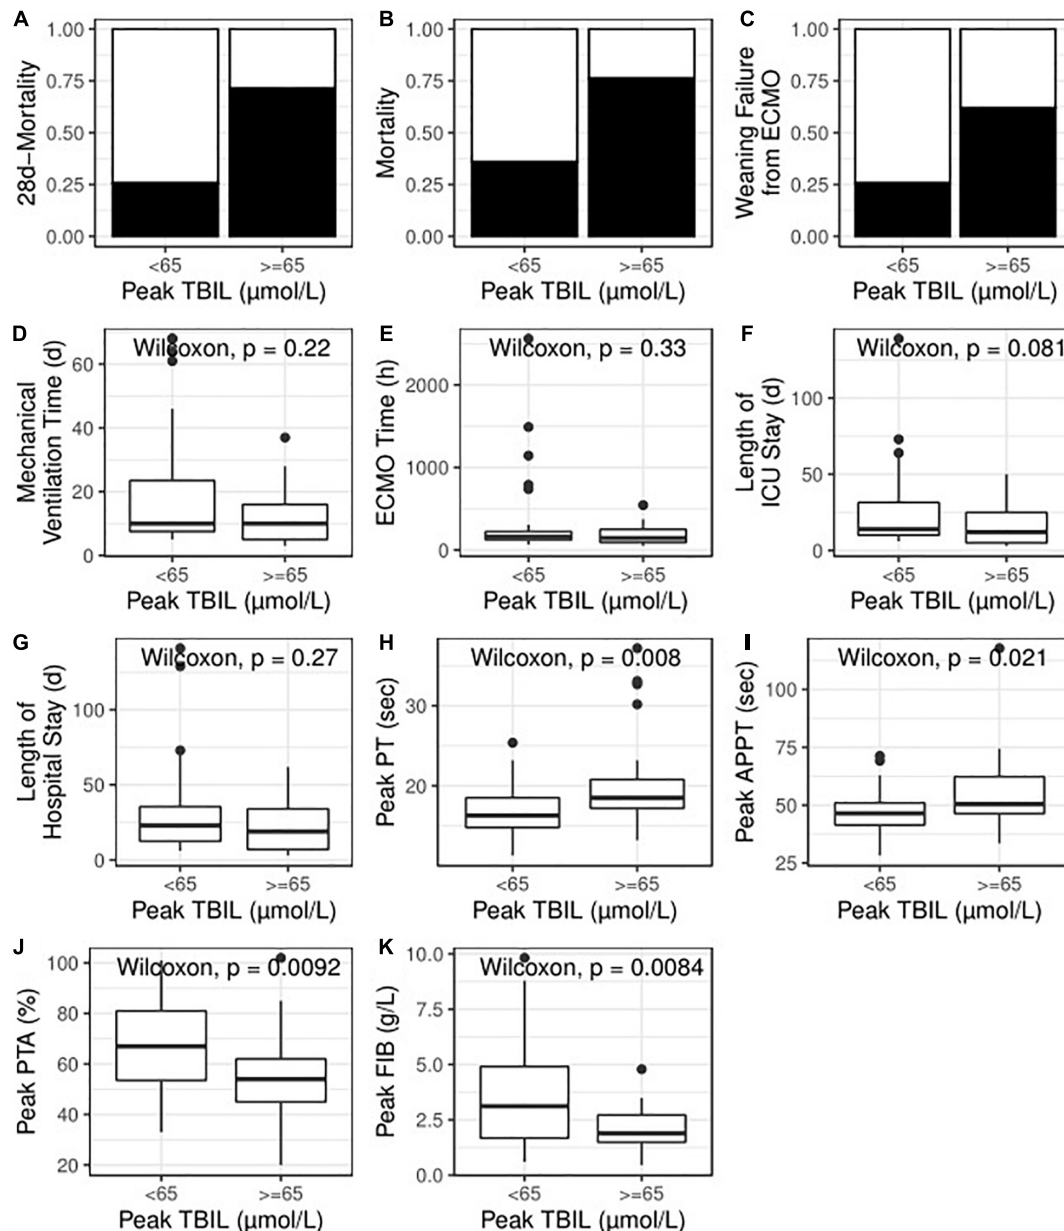 A
28d-Mortality
1.00
0.75
0.50
0.25
0.00
<65
>=65
Peak TBIL (μmol/L)
B
Mortality
1.00
0.75
0.50
0.25
0.00
<65
>=65
Peak TBIL (μmol/L)
C
Weaning Failure
from ECMO
1.00
0.75
0.50
0.25
0.00
<65
>=65
Peak TBIL (μmol/L)
D
Mechanical
Ventilation Time (d)
Wilcoxon, p = 0.22
60
40
20
0
<65
>=65
Peak TBIL (μmol/L)
E
ECMO Time (h)
Wilcoxon, p = 0.33
2000
1000
0
<65
>=65
Peak TBIL (μmol/L)
F
Length of
ICU Stay (d)
Wilcoxon, p = 0.081
100
50
0
<65
>=65
Peak TBIL (μmol/L)
G
Length of
Hospital Stay (d)
Wilcoxon, p = 0.27
100
50
0
<65
>=65
Peak TBIL (μmol/L)
H
Peak PT (sec)
Wilcoxon, p = 0.008
30
20
<65
>=65
Peak TBIL (μmol/L)
I
Peak APPT (sec)
Wilcoxon, p = 0.021
100
75
50
25
<65
>=65
Peak TBIL (μmol/L)
J
Peak PTA (%)
Wilcoxon, p = 0.0092
100
80
60
40
20
<65
>=65
Peak TBIL (μmol/L)
K
Peak FIB (g/L)
Wilcoxon, p = 0.0084
10.0
7.5
5.0
2.5
0.0
<65
>=65
Peak TBIL (μmol/L)